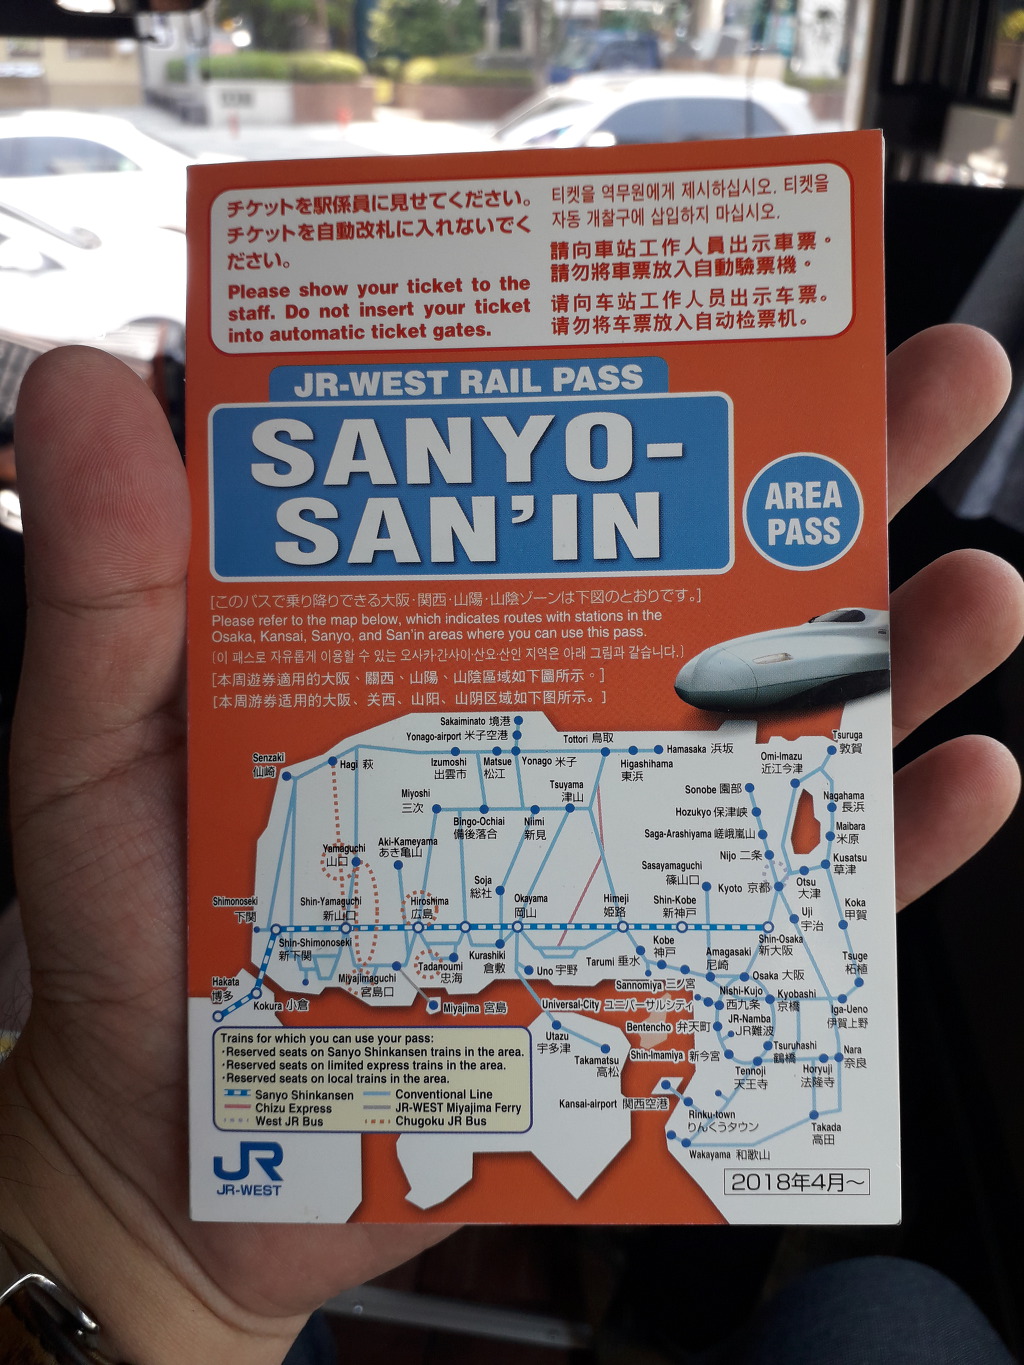 チケットを駅係員に見せてください。
チケットを自動改札に入れないでく
ださい。
Please show your ticket to the
staff. Do not insert your ticket
into automatic ticket gates.
티켓을 역무원에게 제시하십시오. 티켓을
자동 개찰구에 삽입하지 마십시오.
請向車站工作人員出示車票。
請勿將車票放入自動驗票機。
请向车站工作人员出示车票。
请勿将车票放入自动检票机。
JR-WEST RAIL PASS
SANYO-
SAN'IN
AREA
PASS
[このパスで乗り降りできる大阪·関西·山陽·山陰ゾーンは下図のとおりです。]
Please refer to the map below, which indicates routes with stations in the
Osaka, Kansai, Sanyo, and San'in areas where you can use this pass.
[이 패스로 자유롭게 이용할 수 있는 오사카·간사이·산요·산인 지역은 아래 그림과 같습니다.]
[本周遊券適用的大阪、關西、山陽、山陰區域如下圖所示。]
[本周游券适用的大阪、关西、山阳、山阴区域如下图所示。]
Sakaiminato 境港
Yonago-airport 米子空港
Tottori 鳥取
Tsuruga
敦賀
Senzaki
仙崎
Hagi 萩
Izumoshi
出雲市
Matsue
松江
Yonago 米子
Higashihama
東浜
Hamasaka 浜坂
Omi-Imazu
近江今津
Miyoshi
三次
Tsuyama
津山
Sonobe 園部
Nagahama
長浜
Bingo-Ochiai
備後落合
Niimi
新見
Hozukyo 保津峡
Maibara
米原
Yamaguchi
山口
Aki-Kameyama
あき亀山
Saga-Arashiyama 嵯峨嵐山
Nijo 二条
Kusatsu
草津
Soja
総社
Sasayamaguchi
篠山口
Kyoto 京都
Otsu
大津
Shimonoseki
下関
Shin-Yamaguchi
新山口
Hiroshima
広島
Okayama
岡山
Himeji
姫路
Shin-Kobe
新神戸
Uji
宇治
Koka
甲賀
Shin-Shimonoseki
新下関
Kurashiki
倉敷
Kobe
神戸
Shin-Osaka
新大阪
Tadanoumi
忠海
Tarumi 垂水
Amagasaki
尼崎
Tsuge
柘植
Hakata
博多
Miyajimaguchi
宮島口
Uno 宇野
Osaka 大阪
Sannomiya 三ノ宮
Kokura 小倉
Miyajima 宮島
Universal-City ユニバーサルシティ
Nishi-Kujo
西九条
Kyobashi
京橋
Iga-Ueno
伊賀上野
Bentencho 弁天町
JR-Namba
JR難波
Utazu
宇多津
Takamatsu
高松
Shin-Imamiya 新今宮
Tsuruhashi
鶴橋
Nara
奈良
Tennoji
天王寺
Horyuji
法隆寺
Kansai-airport 関西空港
Rinku-town
りんくうタウン
Takada
高田
Wakayama 和歌山
Trains for which you can use your pass:
·Reserved seats on Sanyo Shinkansen trains in the area.
·Reserved seats on limited express trains in the area.
·Reserved seats on local trains in the area.
Sanyo Shinkansen
Conventional Line
Chizu Express
JR-WEST Miyajima Ferry
West JR Bus
Chugoku JR Bus
JR
JR-WEST
2018年4月～